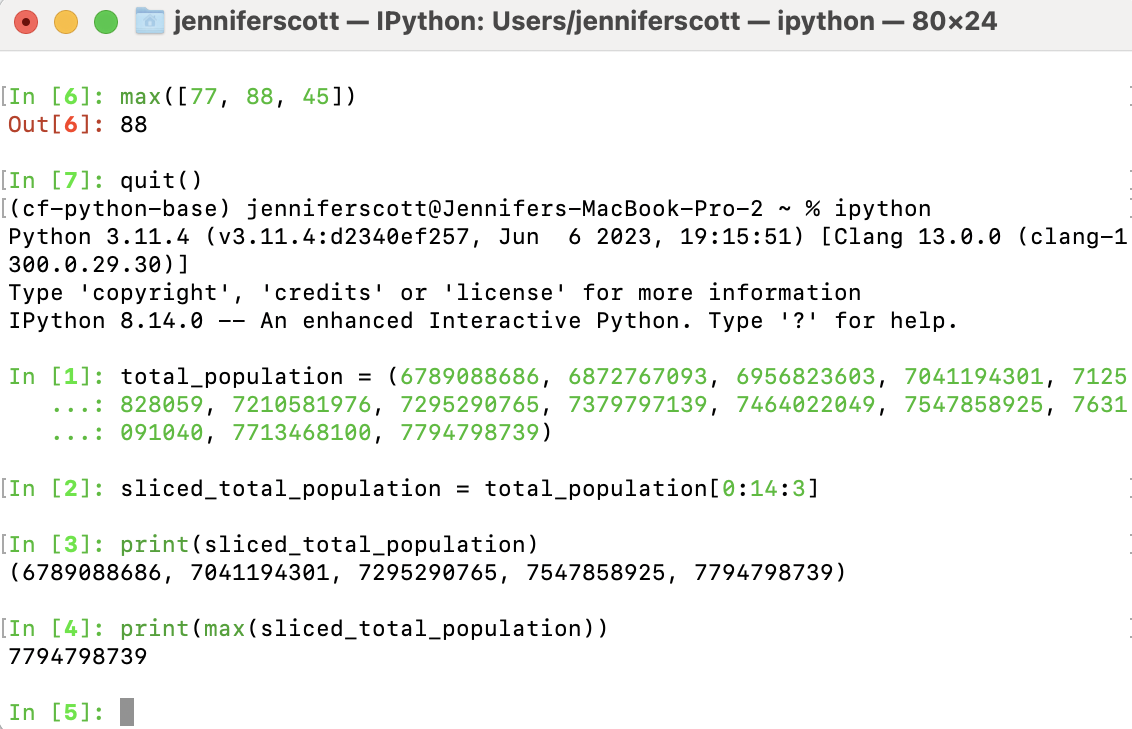 jenniferscott — IPython: Users/jenniferscott — ipython — 80×24
[In [6]: max([77, 88, 45])
Out[6]: 88
[In [7]: quit()
[(cf-python-base) jenniferscott@Jennifers-MacBook-Pro-2 ~ % ipython
Python 3.11.4 (v3.11.4:d2340ef257, Jun  6 2023, 19:15:51) [Clang 13.0.0 (clang-1
300.0.29.30)]
Type 'copyright', 'credits' or 'license' for more information
IPython 8.14.0 -- An enhanced Interactive Python. Type '?' for help.
In [1]: total_population = (6789088686, 6872767093, 6956823603, 7041194301, 7125
   ...: 828059, 7210581976, 7295290765, 7379797139, 7464022049, 7547858925, 7631
   ...: 091040, 7713468100, 7794798739)
[In [2]: sliced_total_population = total_population[0:14:3]
[In [3]: print(sliced_total_population)
(6789088686, 7041194301, 7295290765, 7547858925, 7794798739)
[In [4]: print(max(sliced_total_population))
7794798739
In [5]: